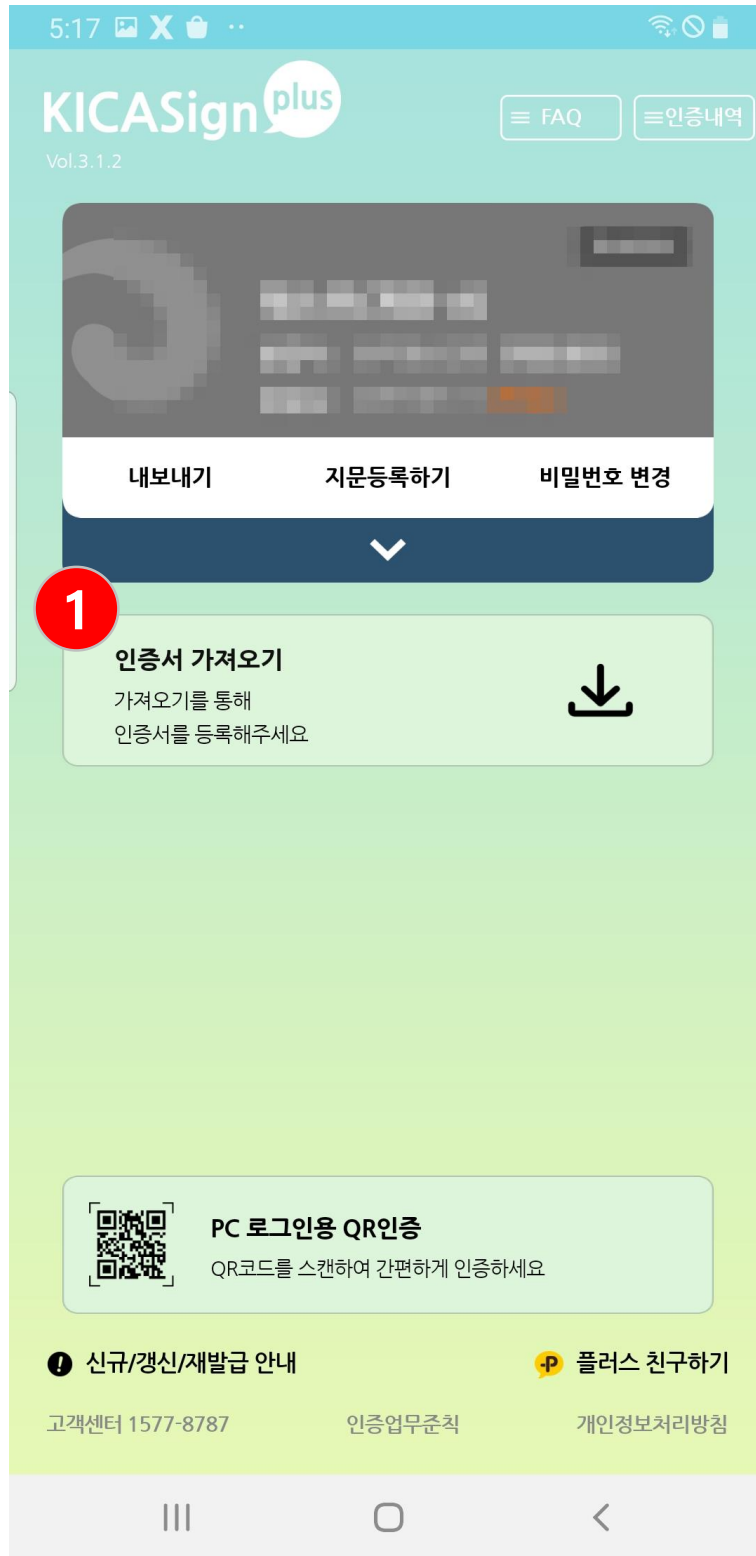 5:17
KICASign plus
Vol.3.1.2
FAQ
인증내역
내보내기
지문등록하기
비밀번호 변경
1
인증서 가져오기
가져오기를 통해
인증서를 등록해주세요
PC 로그인용 QR인증
QR코드를 스캔하여 간편하게 인증하세요
신규/갱신/재발급 안내
플러스 친구하기
고객센터 1577-8787
인증업무준칙
개인정보처리방침